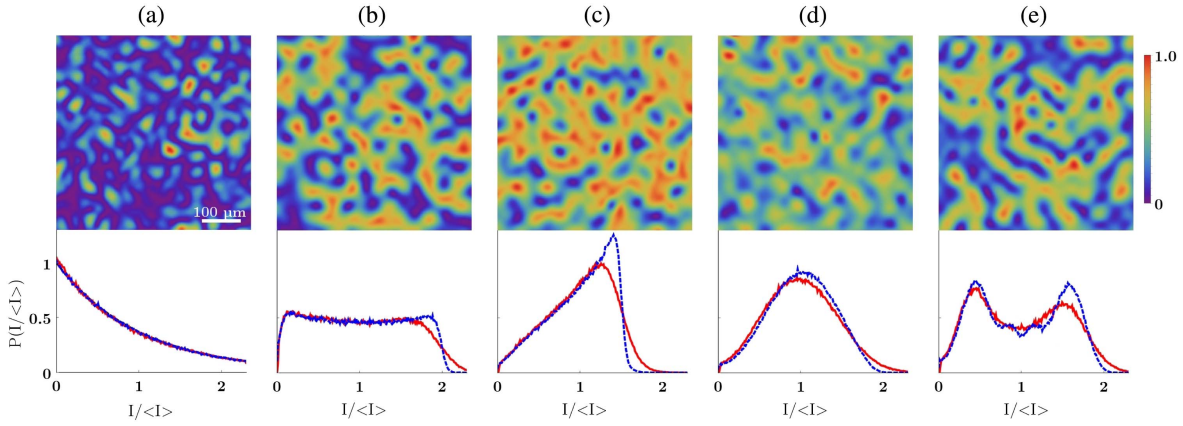 (a) (b) (c) (d) (e)
1.0
100 μm
0
P(I/<I>)
1
0.5
0
0 1 2 0 1 2 0 1 2 0 1 2 0 1 2
I/<I> I/<I> I/<I> I/<I> I/<I>